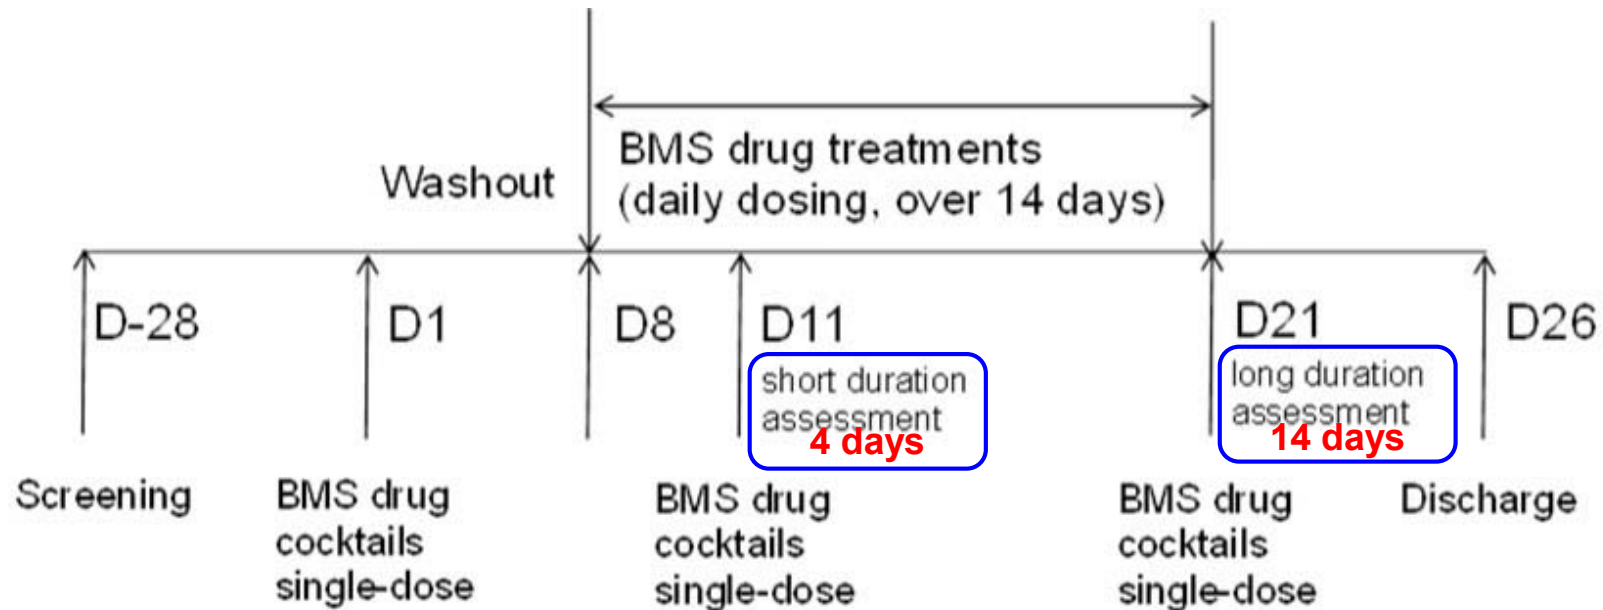 BMS drug treatments
(daily dosing, over 14 days)
Washout
D-28
D1
D8
D11
short duration
assessment
4 days
D21
long duration
assessment
14 days
D26
Screening
BMS drug
cocktails
single-dose
BMS drug
cocktails
single-dose
BMS drug
cocktails
single-dose
Discharge